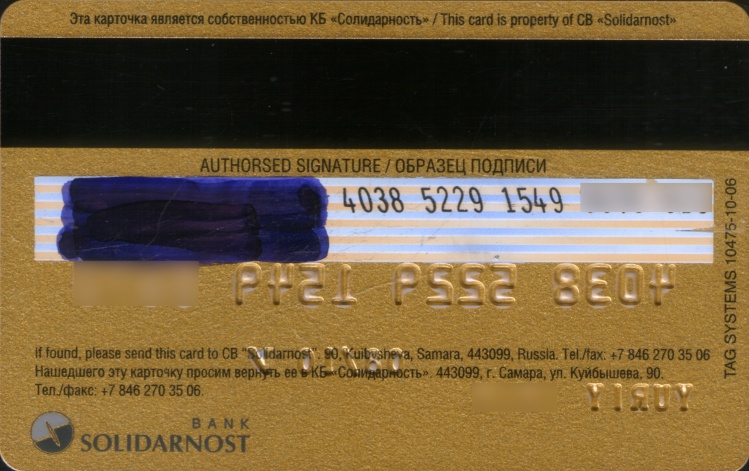 Эта карточка является собственностью КБ «Солидарность» / This card is property of CB «Solidarnost»
AUTHORSED SIGNATURE / ОБРАЗЕЦ ПОДПИСИ
4038 5229 1549
If found, please send this card to CB "Solidarnost". 90, Kuibysheva, Samara, 443099, Russia. Tel./fax: +7 846 270 35 06
Нашедшего эту карточку просим вернуть ее в КБ «Солидарность». 443099, г. Самара, ул. Куйбышева, 90.
Тел./факс: +7 846 270 35 06
BANK
SOLIDARNOST
TAG SYSTEMS 10475-10-06